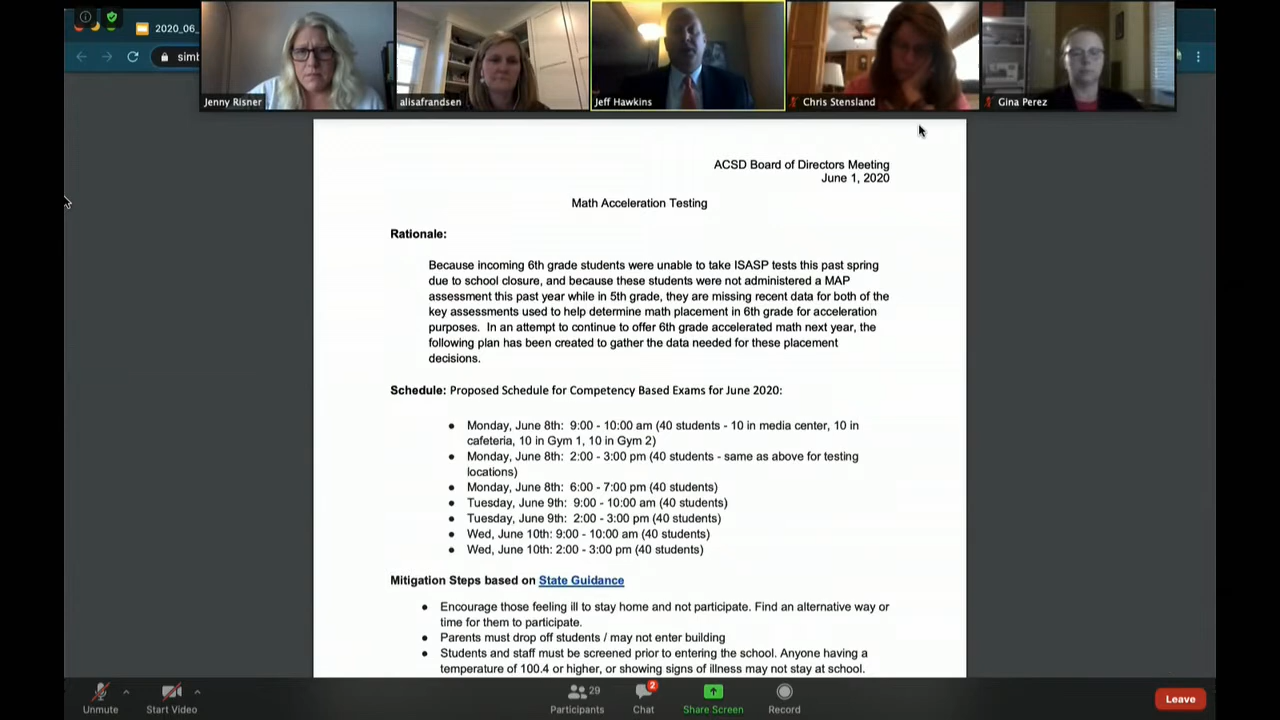 2020_06_
simb
Jenny Risner
alisafrandsen
Jeff Hawkins
Chris Stensland
Gina Perez
ACSD Board of Directors Meeting
June 1, 2020
Math Acceleration Testing
Rationale:
Because incoming 6th grade students were unable to take ISASP tests this past spring
due to school closure, and because these students were not administered a MAP
assessment this past year while in 5th grade, they are missing recent data for both of the
key assessments used to help determine math placement in 6th grade for acceleration
purposes. In an attempt to continue to offer 6th grade accelerated math next year, the
following plan has been created to gather the data needed for these placement
decisions.
Schedule: Proposed Schedule for Competency Based Exams for June 2020:
● Monday, June 8th: 9:00 - 10:00 am (40 students - 10 in media center, 10 in
cafeteria, 10 in Gym 1, 10 in Gym 2)
● Monday, June 8th: 2:00 - 3:00 pm (40 students - same as above for testing
locations)
● Monday, June 8th: 6:00 - 7:00 pm (40 students)
● Tuesday, June 9th: 9:00 - 10:00 am (40 students)
● Tuesday, June 9th: 2:00 - 3:00 pm (40 students)
● Wed, June 10th: 9:00 - 10:00 am (40 students)
● Wed, June 10th: 2:00 - 3:00 pm (40 students)
Mitigation Steps based on State Guidance
● Encourage those feeling ill to stay home and not participate. Find an alternative way or
time for them to participate.
● Parents must drop off students / may not enter building
● Students and staff must be screened prior to entering the school. Anyone having a
temperature of 100.4 or higher, or showing signs of illness may not stay at school.
Unmute
Start Video
29
Participants
2
Chat
Share Screen
Record
Leave